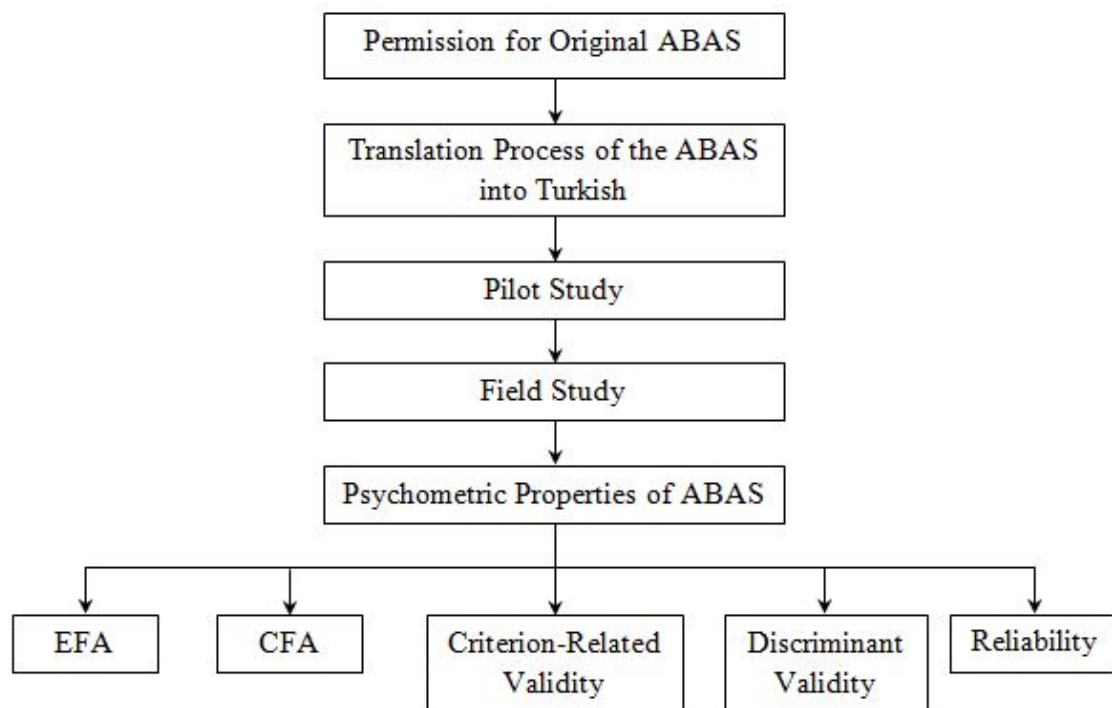 Permission for Original ABAS
Translation Process of the ABAS
into Turkish
Pilot Study
Field Study
Psychometric Properties of ABAS
EFA
CFA
Criterion-Related
Validity
Discriminant
Validity
Reliability